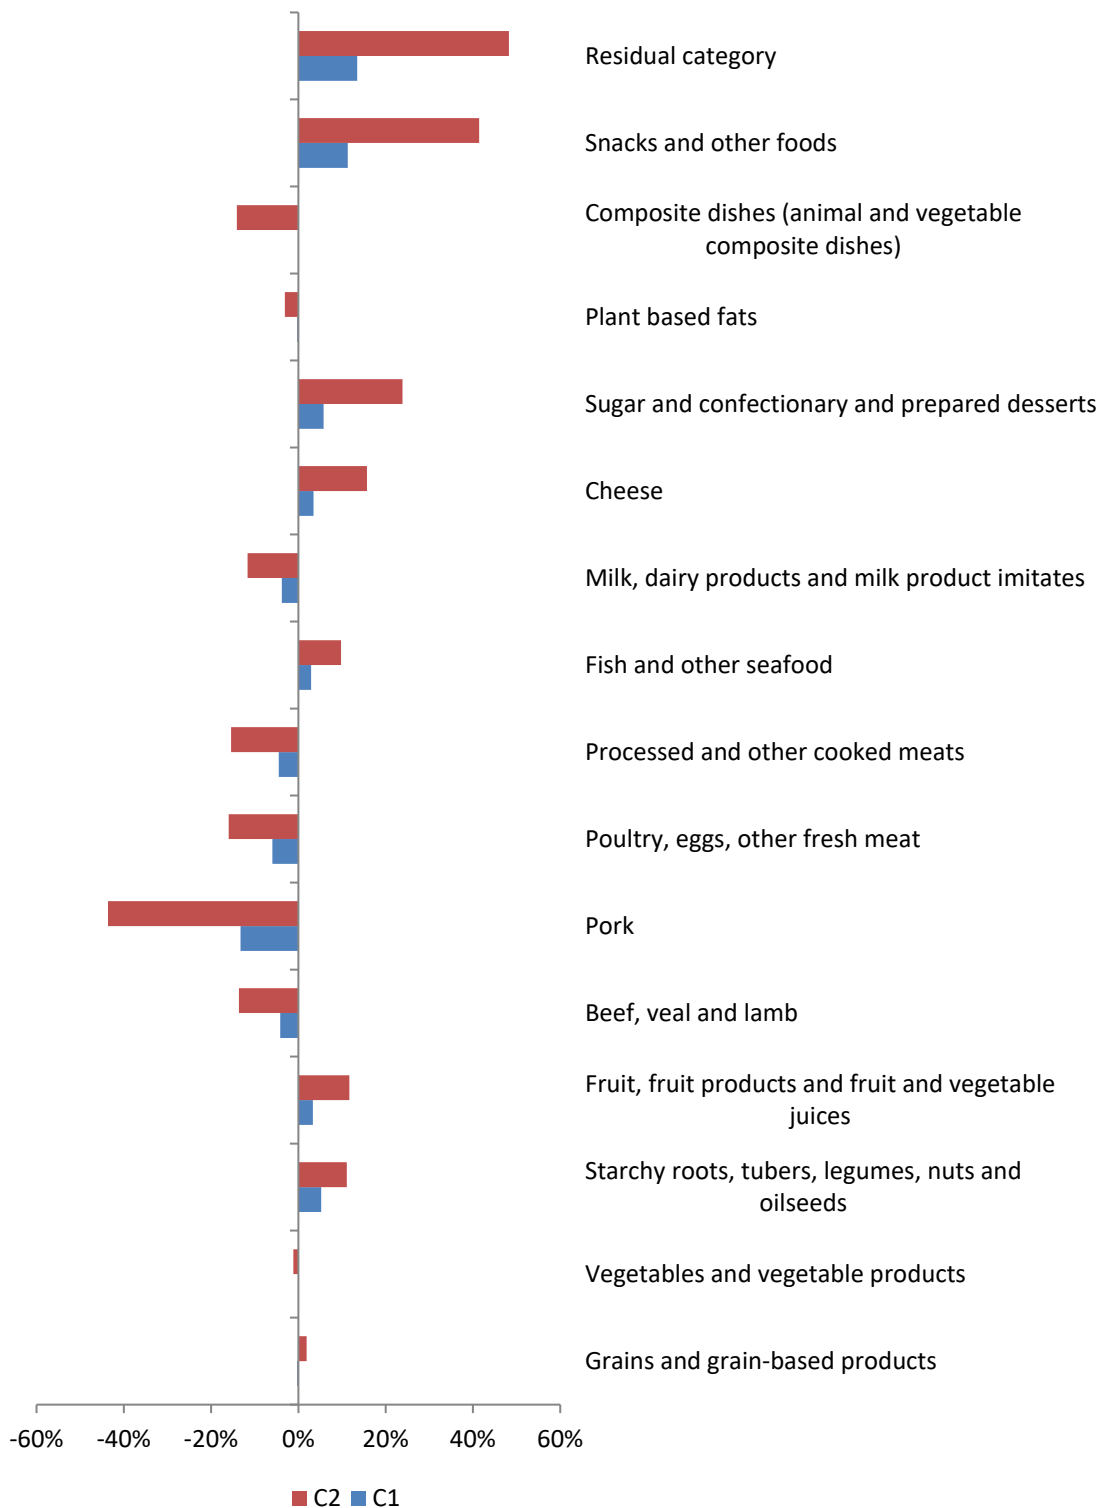 Residual category
Snacks and other foods
Composite dishes (animal and vegetable
composite dishes)
Plant based fats
Sugar and confectionary and prepared desserts
Cheese
Milk, dairy products and milk product imitates
Fish and other seafood
Processed and other cooked meats
Poultry, eggs, other fresh meat
Pork
Beef, veal and lamb
Fruit, fruit products and fruit and vegetable
juices
Starchy roots, tubers, legumes, nuts and
oilseeds
Vegetables and vegetable products
Grains and grain-based products
-60% -40% -20% 0% 20% 40% 60%
C2 C1